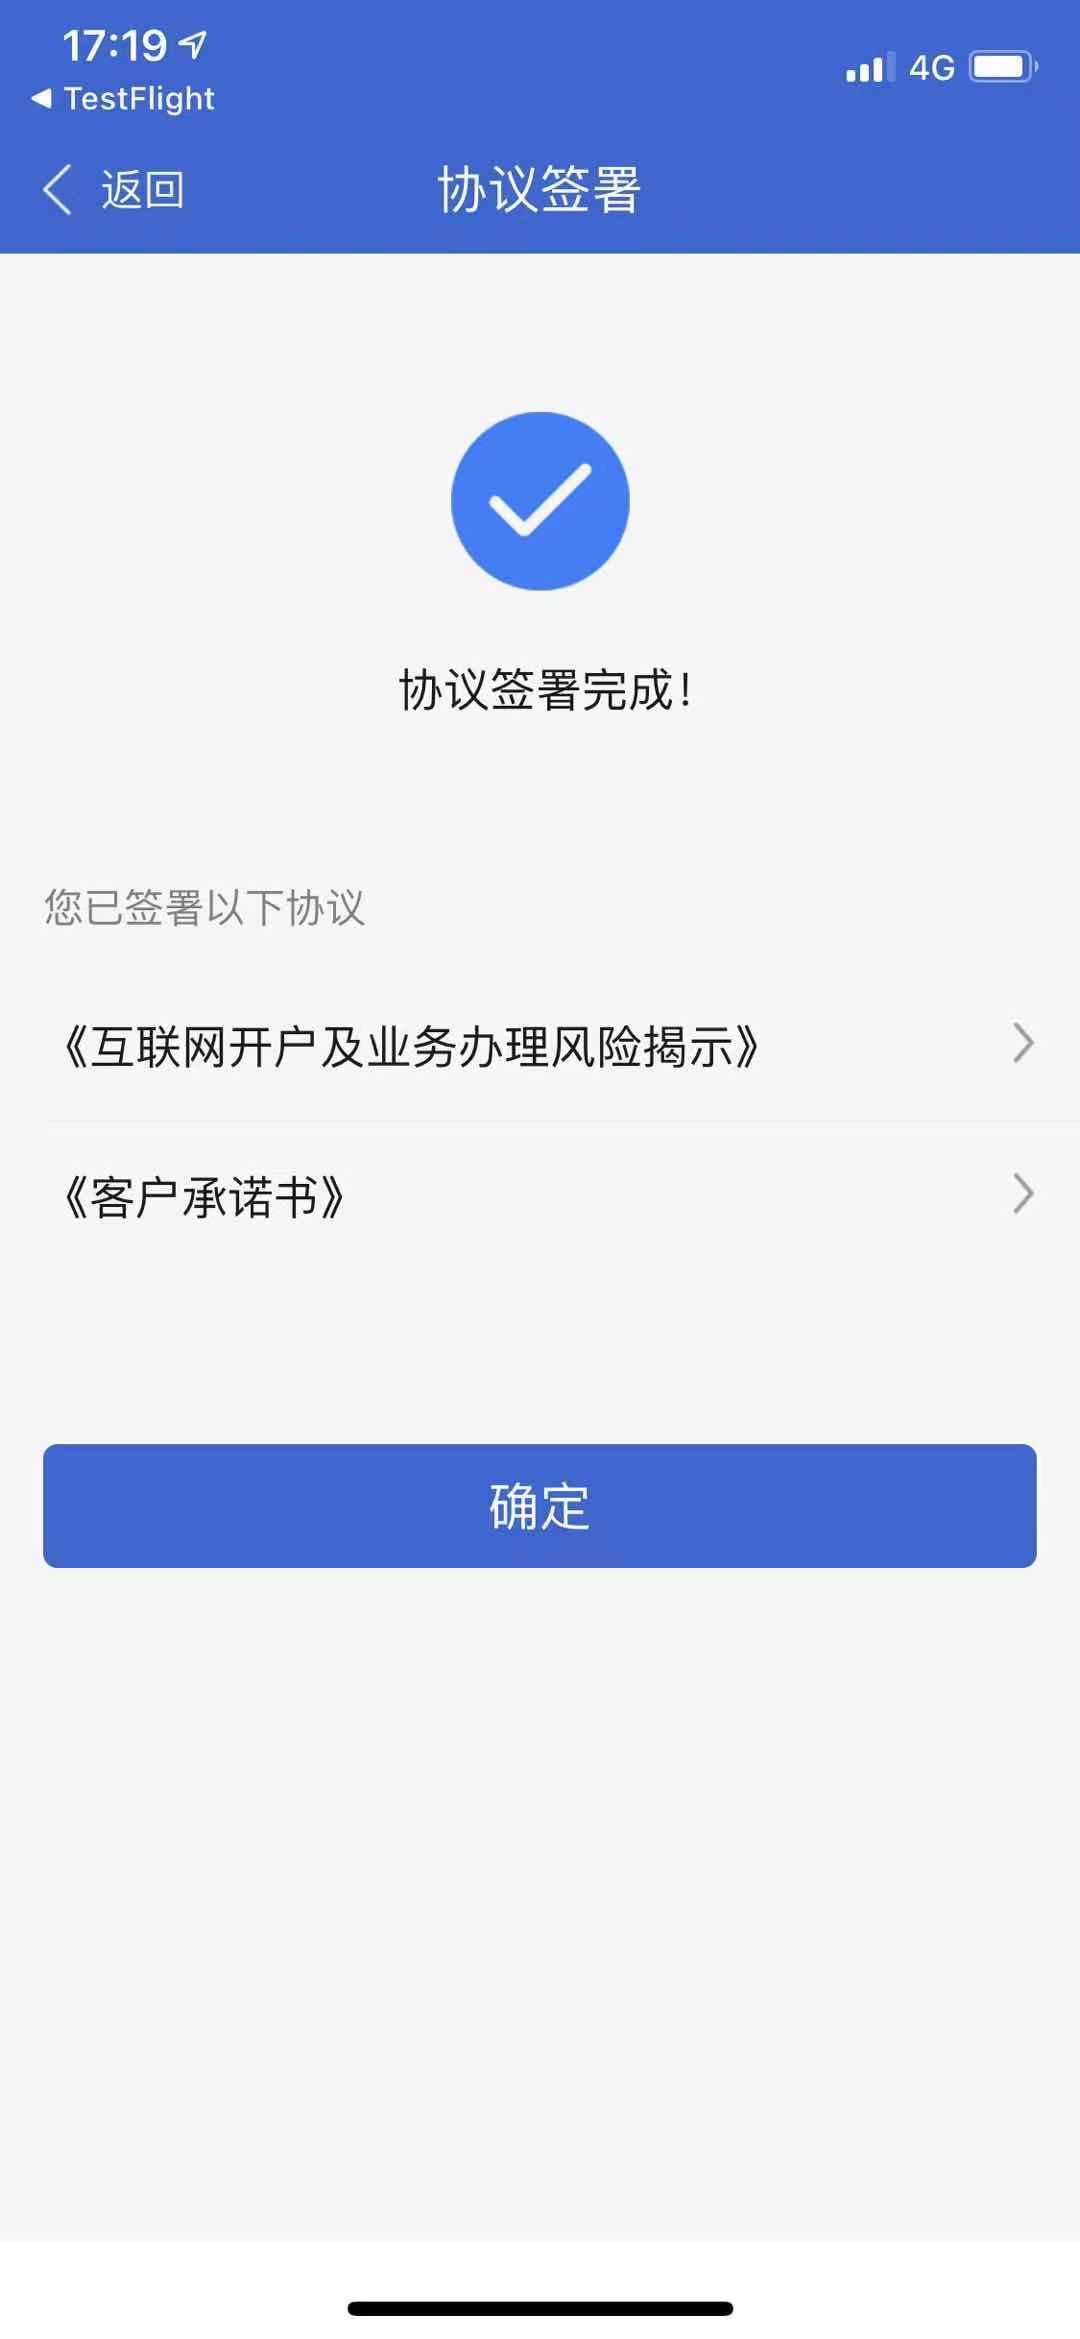 17:19
4G
TestFlight
返回
协议签署
协议签署完成！
您已签署以下协议
《互联网开户及业务办理风险揭示》
《客户承诺书》
确定